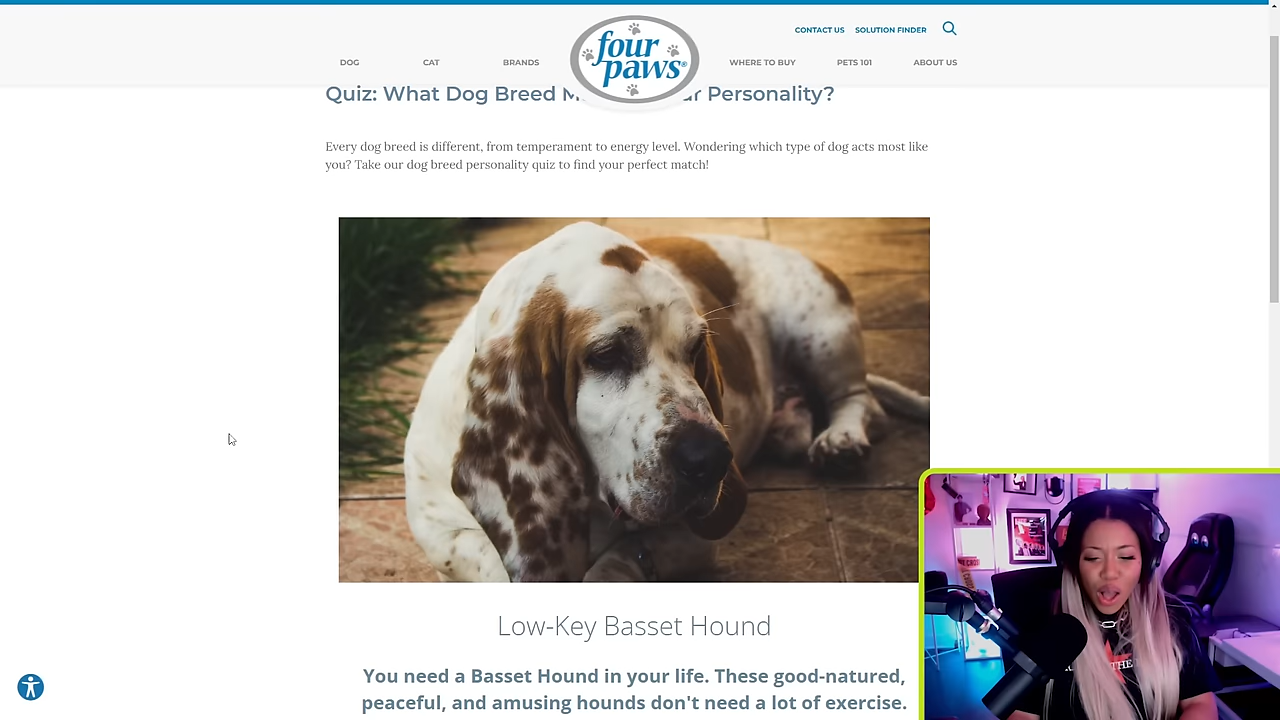 CONTACT US SOLUTION FINDER
DOG CAT BRANDS
four
paws®
WHERE TO BUY PETS 101 ABOUT US
Quiz: What Dog Breed Personality?
Every dog breed is different, from temperament to energy level. Wondering which type of dog acts most like
you? Take our dog breed personality quiz to find your perfect match!
Low-Key Basset Hound
You need a Basset Hound in your life. These good-natured,
peaceful, and amusing hounds don't need a lot of exercise.